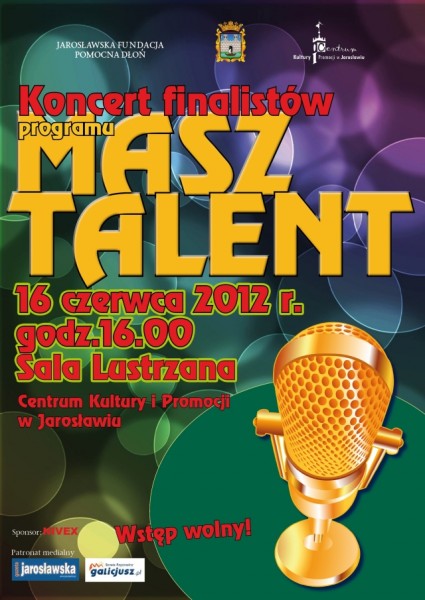 JAROSŁAWSKA FUNDACJA
POMOCNA DŁOŃ
Centrum
Kultury i Promocji w Jarosławiu
Koncert finalistów
programu
MASZ
TALENT
16 czerwca 2012 r.
godz.16.00
Sala Lustrzana
Centrum Kultury i Promocji
w Jarosławiu
Sponsor: NIVEX
Wstęp wolny!
Patronat medialny
jarosławska
galicjusz.pl